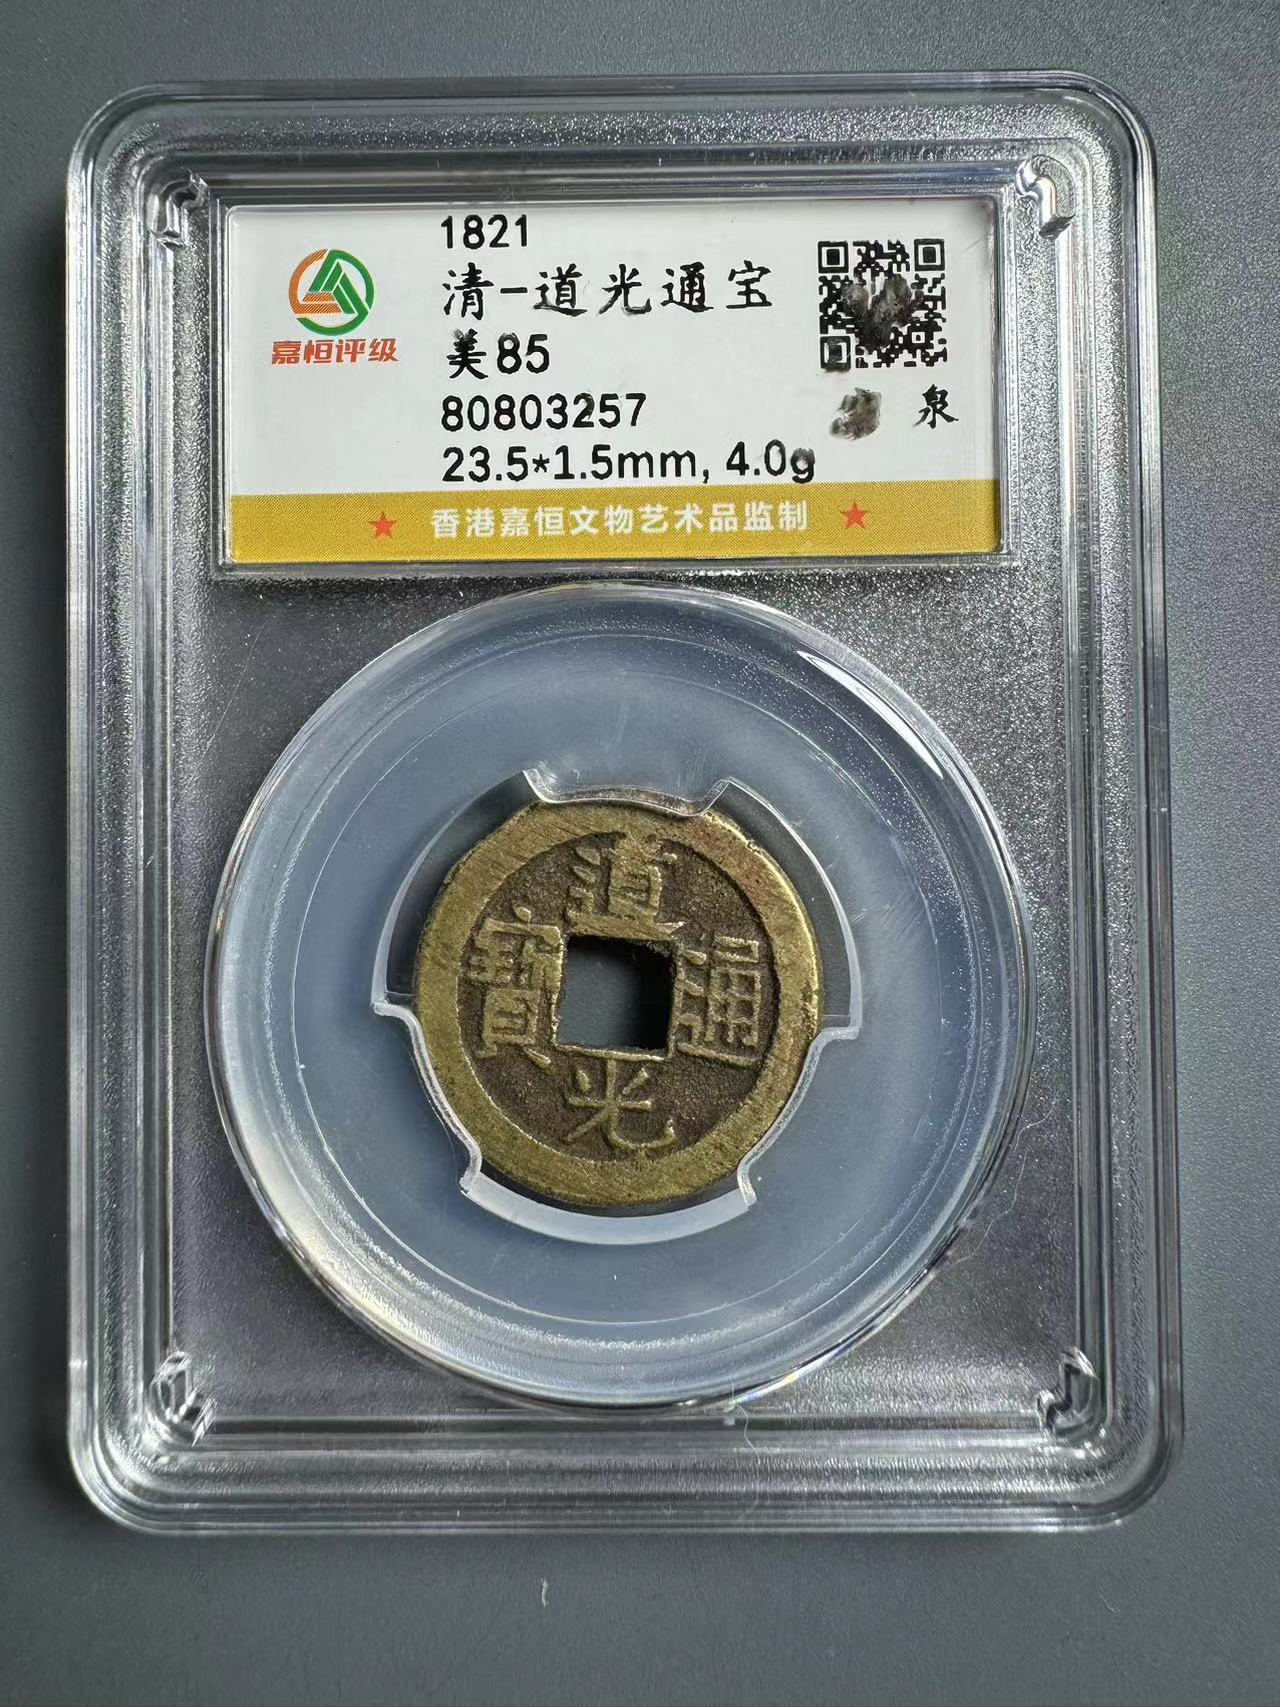 1821
清-道光通宝
嘉恒评级
美85
80803257
泉
23.5*1.5mm, 4.0g
★ 香港嘉恒文物艺术品监制 ★
道光通寶